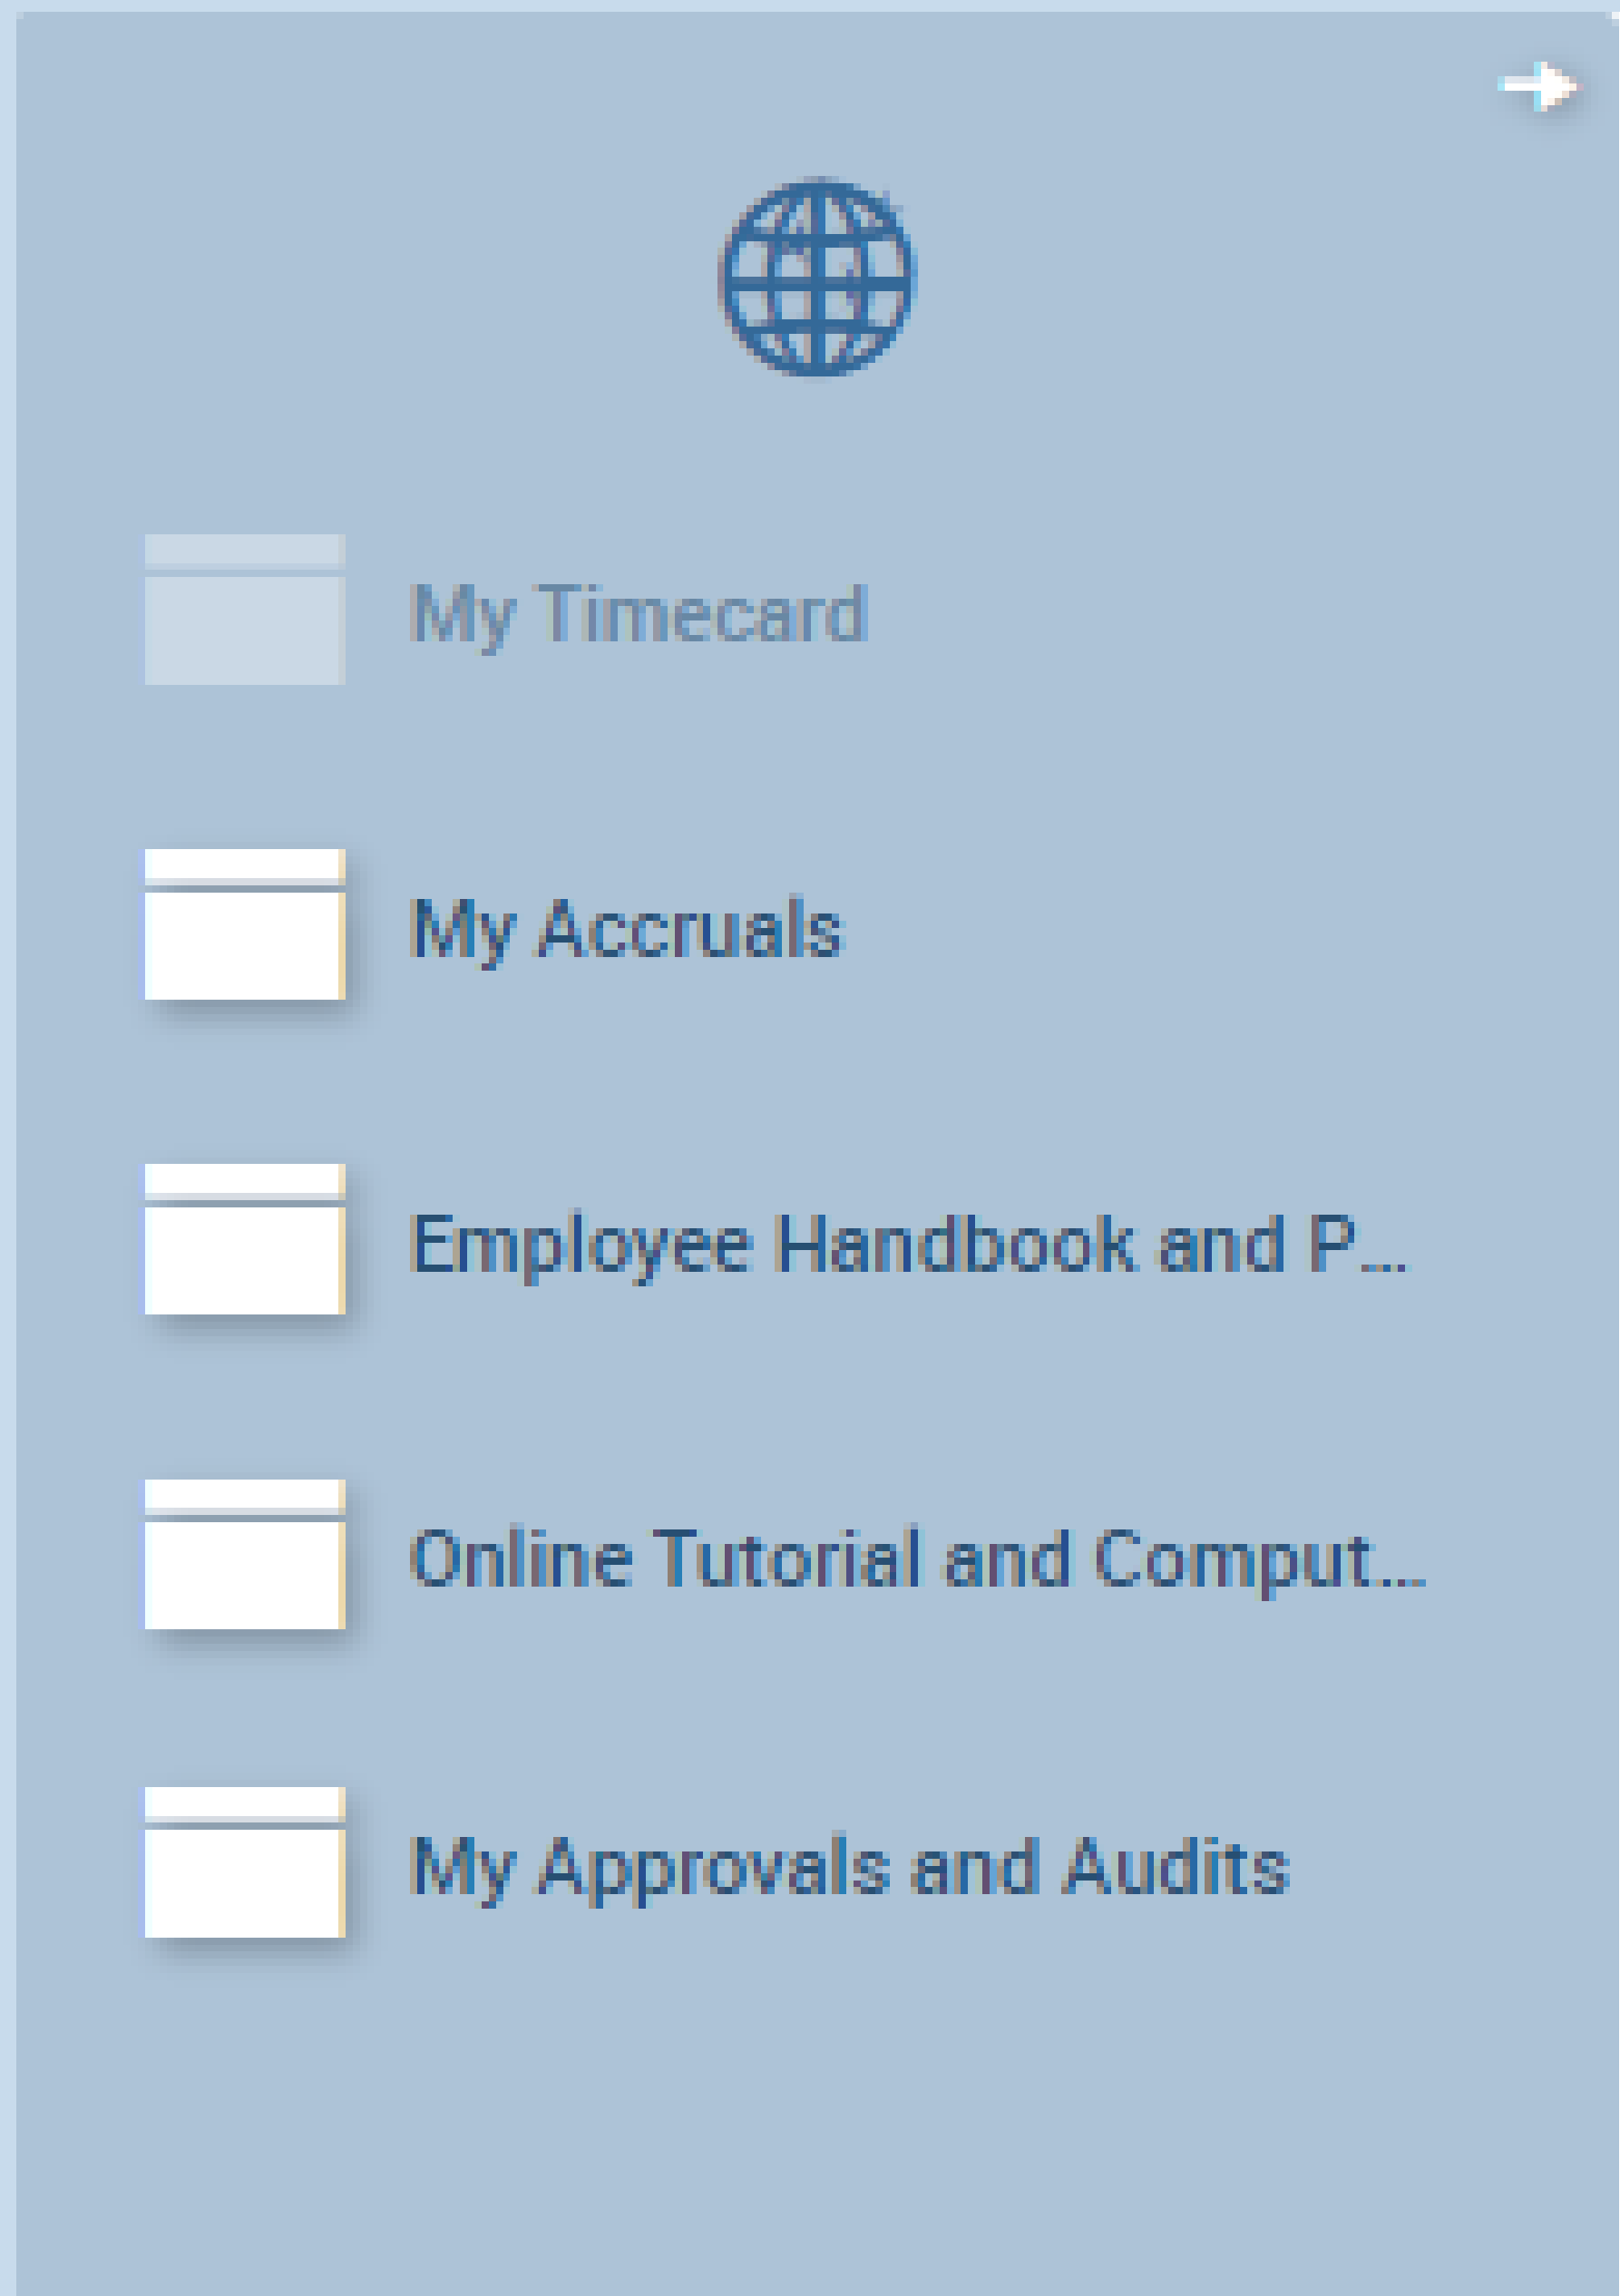 My Timecard
My Accruals
Employee Handbook and P...
Online Tutorial and Comput...
My Approvals and Audits